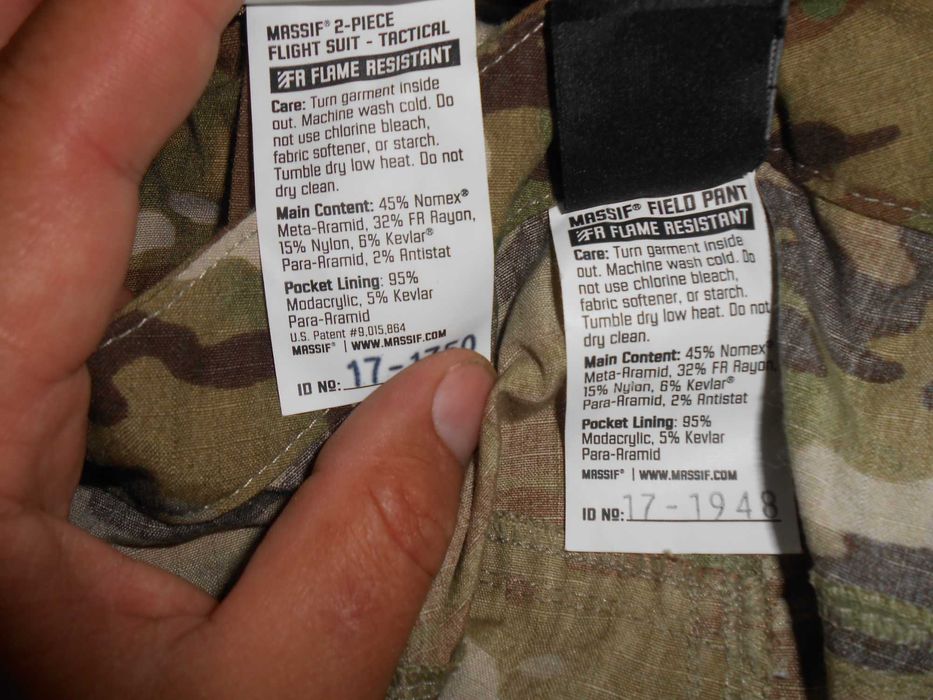 MASSIF® 2-PIECE
FLIGHT SUIT - TACTICAL
FR FLAME RESISTANT
Care: Turn garment inside
out. Machine wash cold. Do
not use chlorine bleach,
fabric softener, or starch.
Tumble dry low heat. Do not
dry clean.
Main Content: 45% Nomex®
Meta-Aramid, 32% FR Rayon,
15% Nylon, 6% Kevlar®
Para-Aramid, 2% Antistat
Pocket Lining: 95%
Modacrylic, 5% Kevlar
Para-Aramid
U.S. Patent #9,015,864
MASSIF® | WWW.MASSIF.COM
ID NO:
MASSIF® FIELD PANT
FR FLAME RESISTANT
Care: Turn garment inside
out. Machine wash cold. Do
not use chlorine bleach,
fabric softener, or starch.
Tumble dry low heat. Do not
dry clean.
Main Content: 45% Nomex®
Meta-Aramid, 32% FR Rayon,
15% Nylon, 6% Kevlar®
Para-Aramid, 2% Antistat
Pocket Lining: 95%
Modacrylic, 5% Kevlar
Para-Aramid
MASSIF® | WWW.MASSIF.COM
ID NO: 17-1948